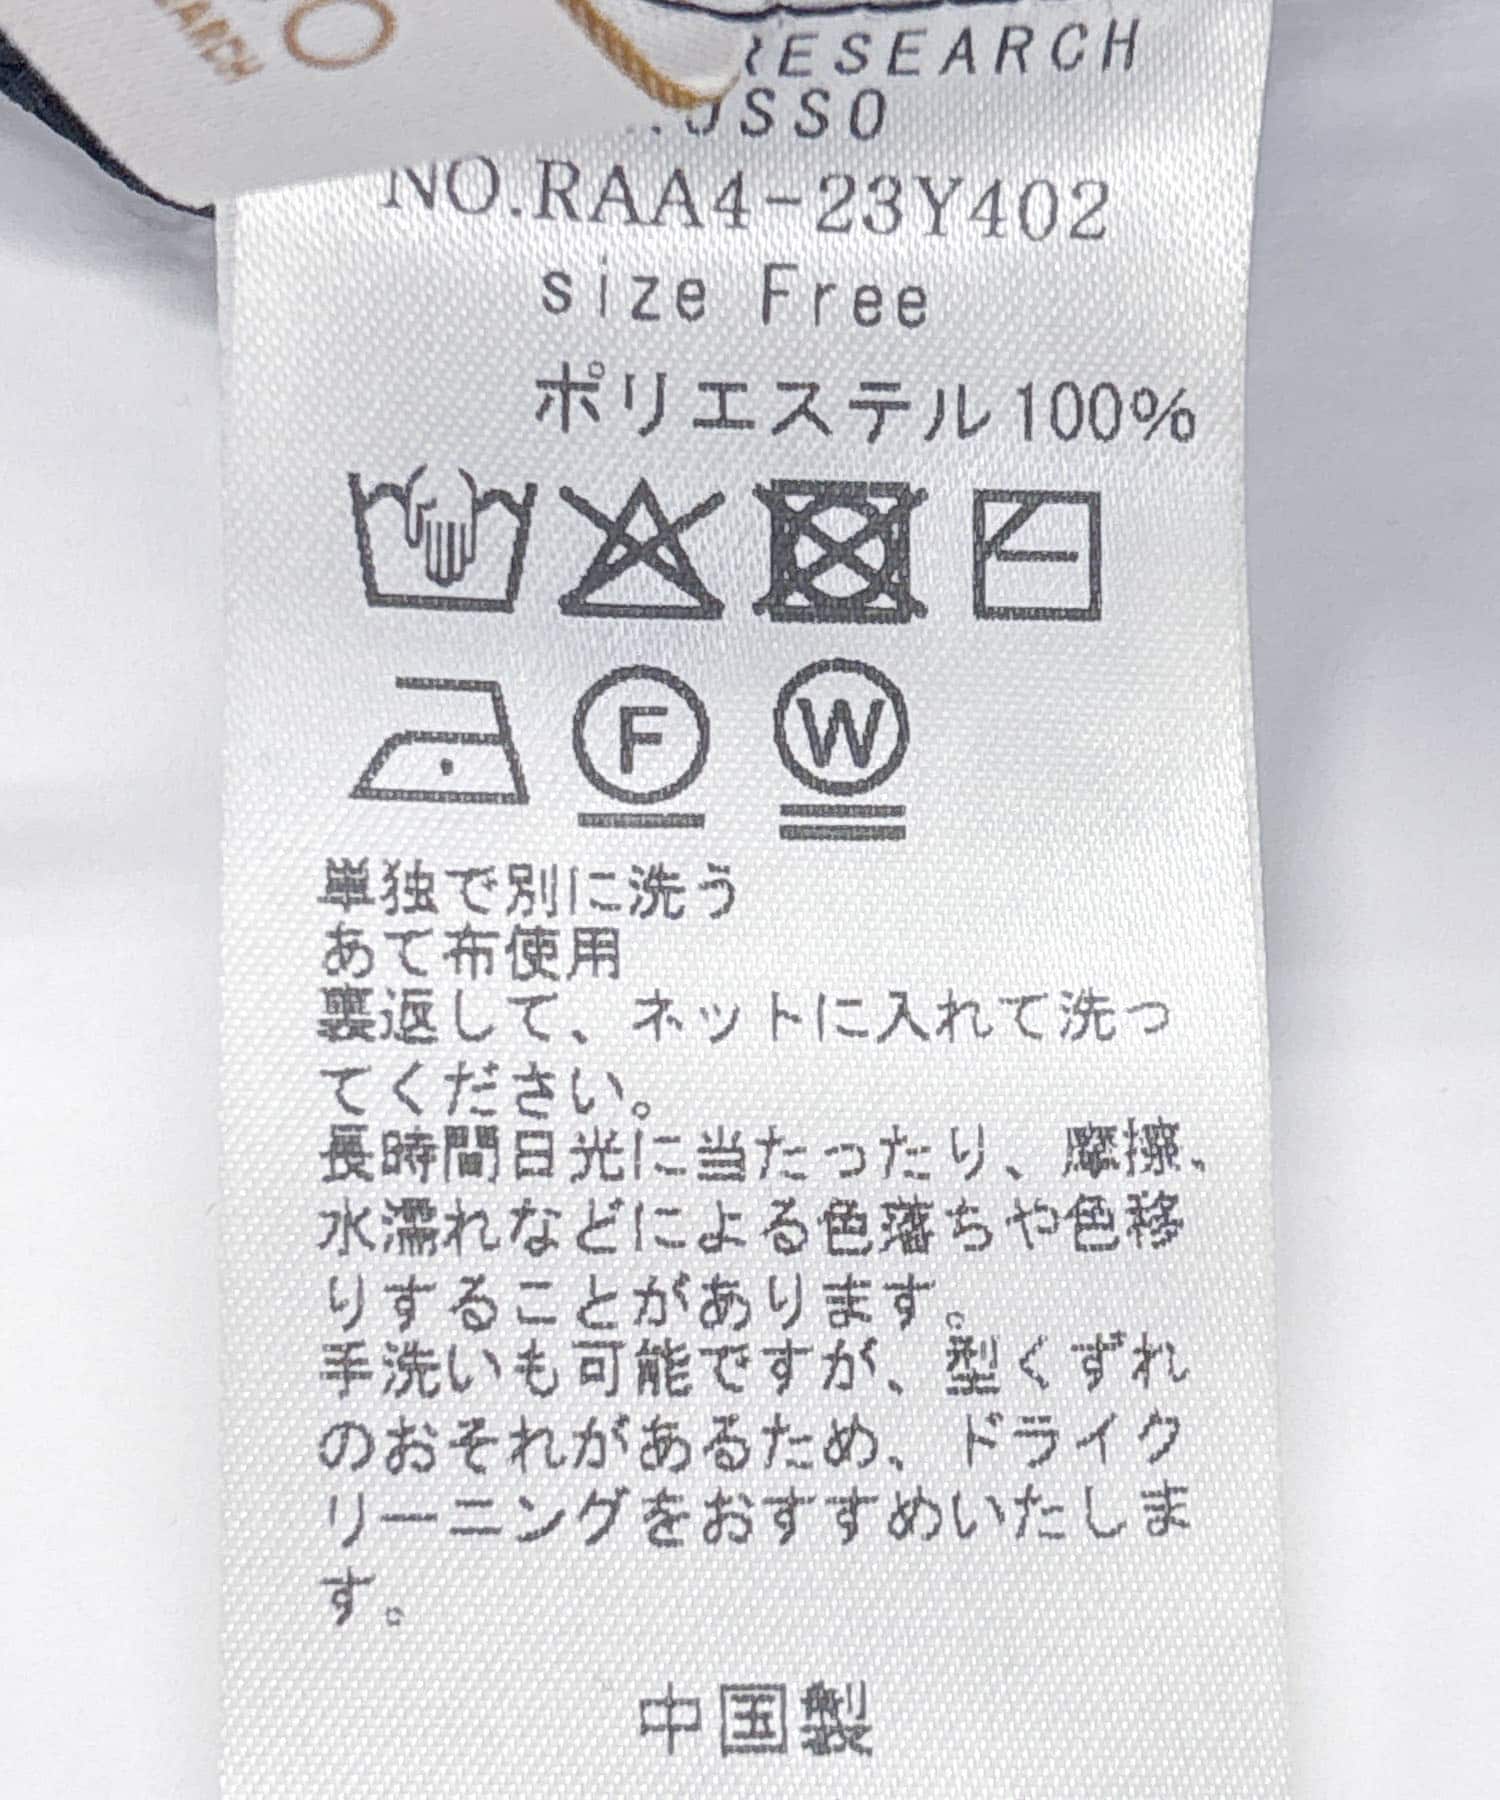 RESEARCH
NO.RAA4-23Y402
size Free
ポリエステル100%
F
W
単独で別に洗う
あて布使用
裏返して、ネットに入れて洗っ
てください。
長時間日光に当たったり、摩擦、
水濡れなどによる色落ちや色移
りすることがあります。
手洗いも可能ですが、型くずれ
のおそれがあるため、ドライク
リーニングをおすすめいたしま
す。
中国製